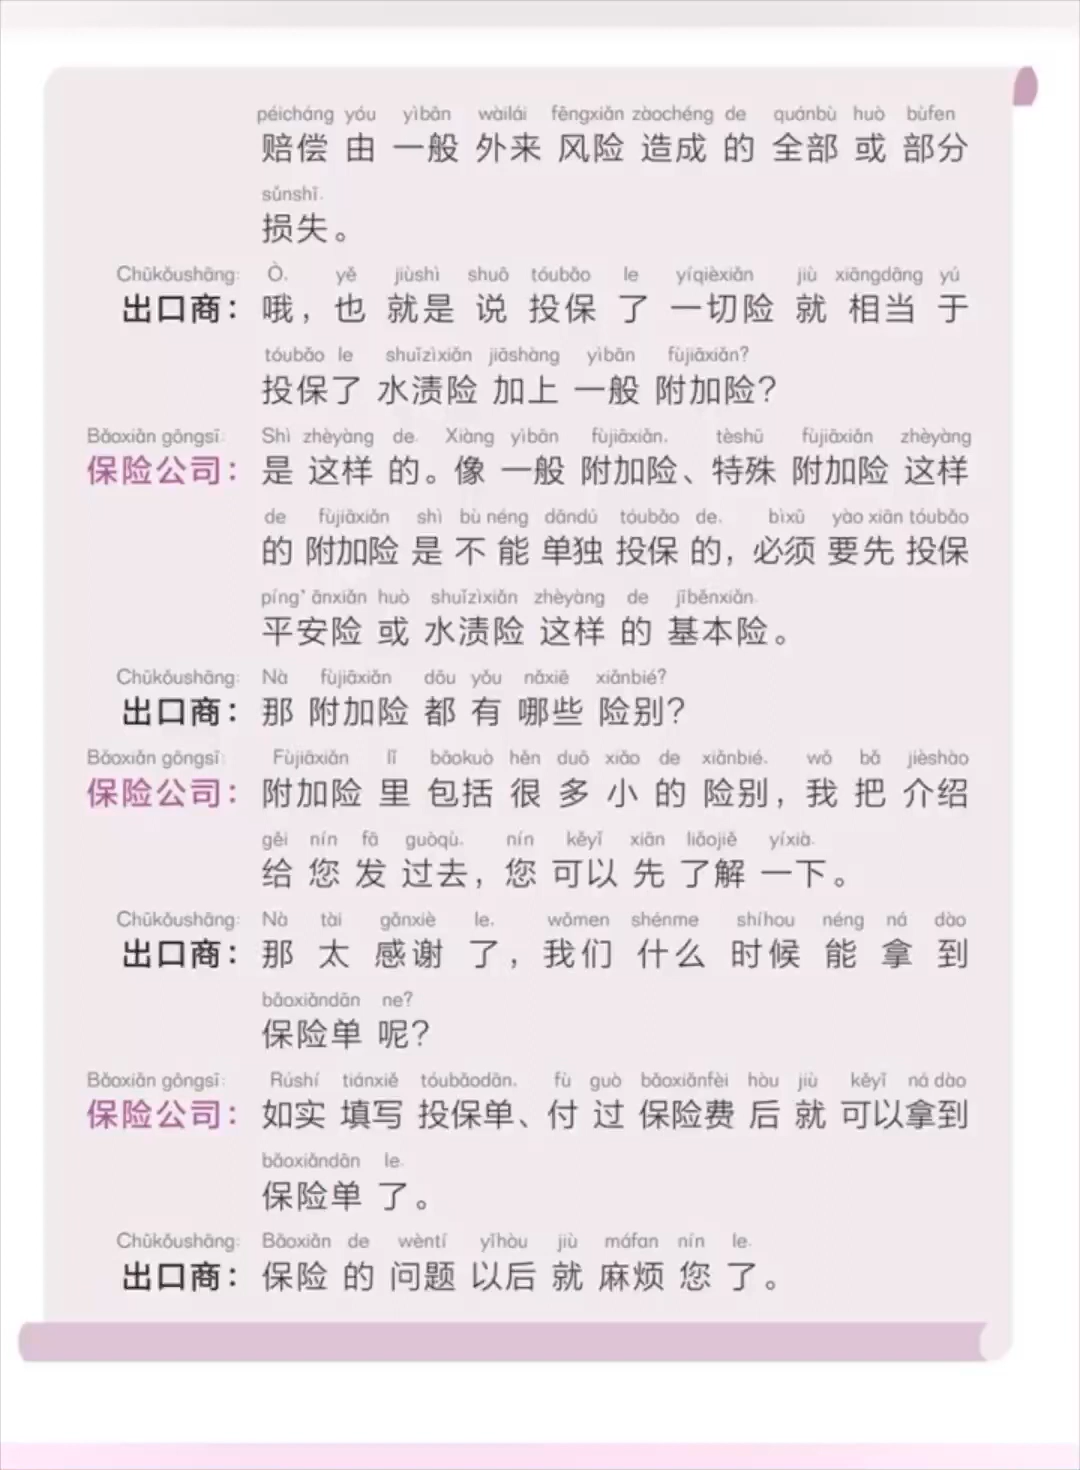 péicháng yóu yìbān wàilái fēngxiǎn zàochéng de quánbù huò bùfen
赔偿 由 一般 外来 风险 造成 的 全部 或 部分
sǔnshī.
损失。
Chūkǒushāng: Ò, yě jiùshì shuō tóubǎo le yíqièxiǎn jiù xiāngdāng yú
出口商： 哦，也 就是 说 投保 了 一切险 就 相当 于
tóubǎo le shuǐzìxiǎn jiāshàng yìbān fùjiāxiǎn?
投保了 水渍险 加上 一般 附加险？
Bǎoxiǎn gōngsī: Shì zhèyàng de. Xiàng yìbān fùjiāxiǎn, tèshū fùjiāxiǎn zhèyàng
保险公司： 是 这样 的。像 一般 附加险、特殊 附加险 这样
de fùjiāxiǎn shì bù néng dāndú tóubǎo de, bìxū yào xiān tóubǎo
的 附加险 是 不 能 单独 投保 的，必须 要先 投保
píng'ānxiǎn huò shuǐzìxiǎn zhèyàng de jīběnxiǎn.
平安险 或 水渍险 这样 的 基本险。
Chūkǒushāng: Nà fùjiāxiǎn dōu yǒu nǎxiē xiǎnbié?
出口商： 那 附加险 都 有 哪些 险别？
Bǎoxiǎn gōngsī: Fùjiāxiǎn lǐ bāokuò hěn duō xiǎo de xiǎnbié, wǒ bǎ jièshào
保险公司： 附加险 里 包括 很 多 小 的 险别，我 把 介绍
gěi nín fā guòqù, nín kěyǐ xiān liǎojiě yíxià.
给 您 发 过去，您 可以 先 了解 一下。
Chūkǒushāng: Nà tài gǎnxiè le, wǒmen shénme shíhou néng ná dào
出口商： 那 太 感谢 了，我们 什么 时候 能 拿 到
bǎoxiǎndān ne?
保险单 呢？
Bǎoxiǎn gōngsī: Rúshí tiánxiě tóubǎodān, fù guò bǎoxiǎnfèi hòu jiù kěyǐ ná dào
保险公司： 如实 填写 投保单、付 过 保险费 后 就 可以拿到
bǎoxiǎndān le.
保险单 了。
Chūkǒushāng: Bǎoxiǎn de wèntí yǐhòu jiù máfan nín le.
出口商： 保险 的 问题 以后 就 麻烦 您 了。